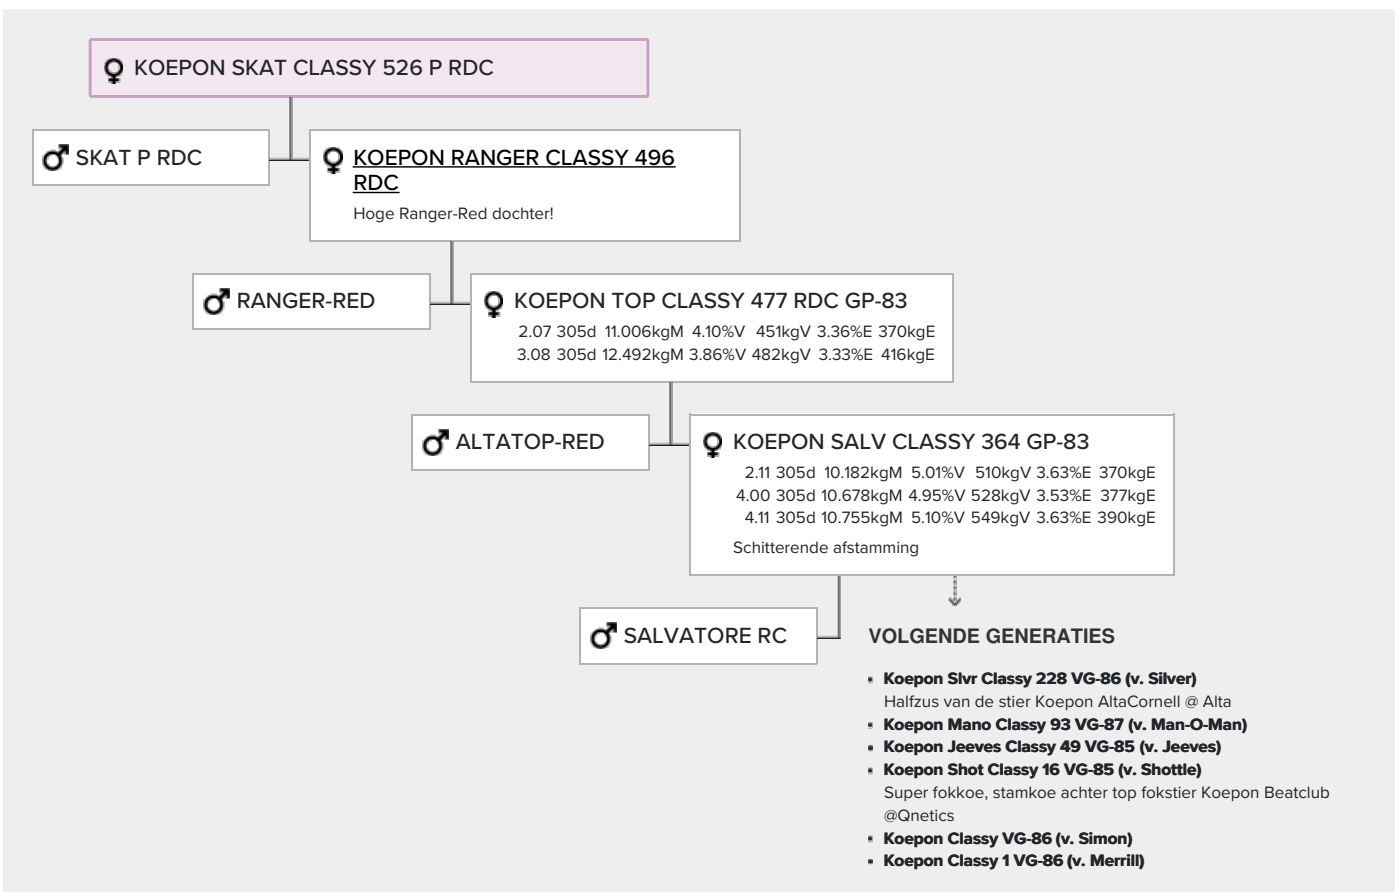 KOEPON SKAT CLASSY 526 P RDC
SKAT P RDC
KOEPON RANGER CLASSY 496
RDC
Hoge Ranger-Red dochter!
RANGER-RED
KOEPON TOP CLASSY 477 RDC GP-83
2.07 305d 11.006kgM 4.10%V 451kgV 3.36%E 370kgE
3.08 305d 12.492kgM 3.86%V 482kgV 3.33%E 416kgE
ALTATOP-RED
KOEPON SALV CLASSY 364 GP-83
2.11 305d 10.182kgM 5.01%V 510kgV 3.63%E 370kgE
4.00 305d 10.678kgM 4.95%V 528kgV 3.53%E 377kgE
4.11 305d 10.755kgM 5.10%V 549kgV 3.63%E 390kgE
Schitterende afstamming
SALVATORE RC
VOLGENDE GENERATIES
Koepon Slvr Classy 228 VG-86 (v. Silver)
Halfzus van de stier Koepon AltaCornell @ Alta
Koepon Mano Classy 93 VG-87 (v. Man-O-Man)
Koepon Jeeves Classy 49 VG-85 (v. Jeeves)
Koepon Shot Classy 16 VG-85 (v. Shottle)
Super fokkoe, stamkoe achter top fokstier Koepon Beatclub
@Qnetics
Koepon Classy VG-86 (v. Simon)
Koepon Classy 1 VG-86 (v. Merrill)